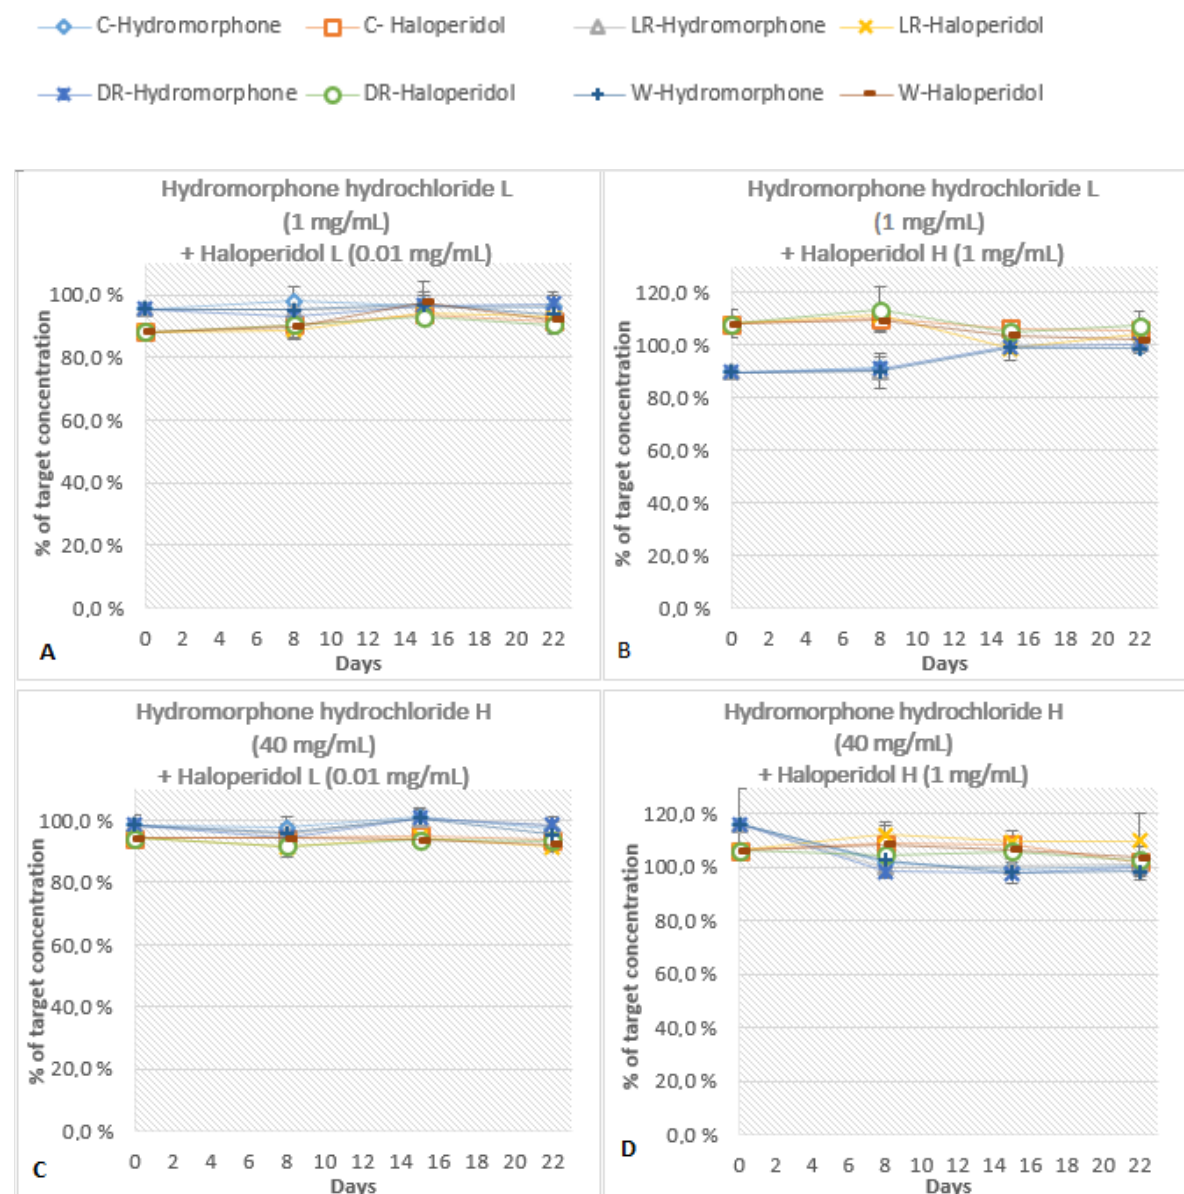 C-Hydromorphone C- Haloperidol LR-Hydromorphone LR-Haloperidol
DR-Hydromorphone DR-Haloperidol W-Hydromorphone W-Haloperidol
Hydromorphone hydrochloride L
(1 mg/mL)
+ Haloperidol L (0.01 mg/mL)
% of target concentration
100,0 %
80,0 %
60,0 %
40,0 %
20,0 %
0,0 %
0 2 4 6 8 10 12 14 16 18 20 22
Days
A
Hydromorphone hydrochloride L
(1 mg/mL)
+ Haloperidol H (1 mg/mL)
% of target concentration
120,0 %
100,0 %
80,0 %
60,0 %
40,0 %
20,0 %
0,0 %
0 2 4 6 8 10 12 14 16 18 20 22
Days
B
Hydromorphone hydrochloride H
(40 mg/mL)
+ Haloperidol L (0.01 mg/mL)
% of target concentration
100,0 %
80,0 %
60,0 %
40,0 %
20,0 %
0,0 %
0 2 4 6 8 10 12 14 16 18 20 22
Days
C
Hydromorphone hydrochloride H
(40 mg/mL)
+ Haloperidol H (1 mg/mL)
% of target concentration
120,0 %
100,0 %
80,0 %
60,0 %
40,0 %
20,0 %
0,0 %
0 2 4 6 8 10 12 14 16 18 20 22
Days
D